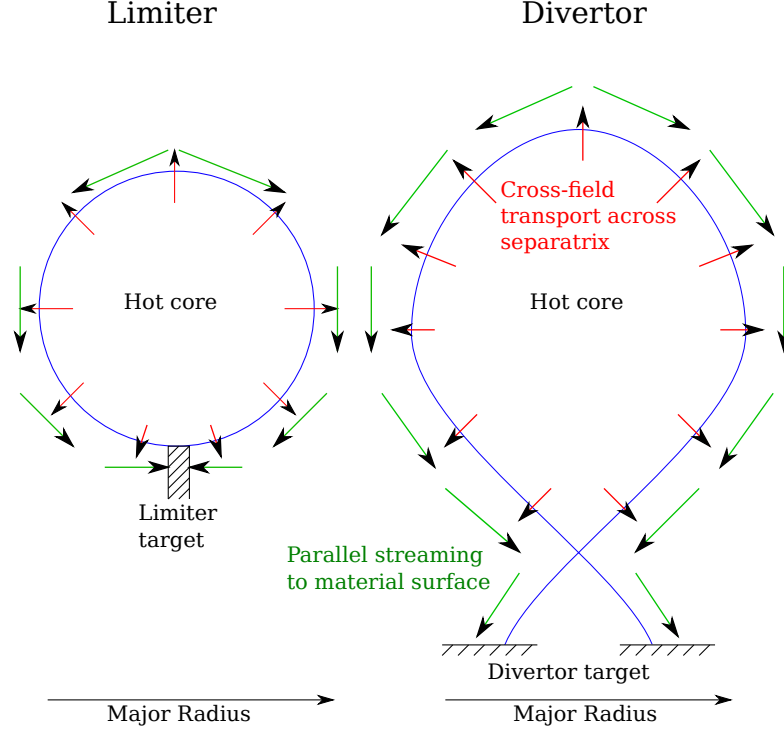 Limiter
Divertor
Cross-field
transport across
separatrix
Hot core
Hot core
Limiter
target
Parallel streaming
to material surface
Divertor target
Major Radius
Major Radius